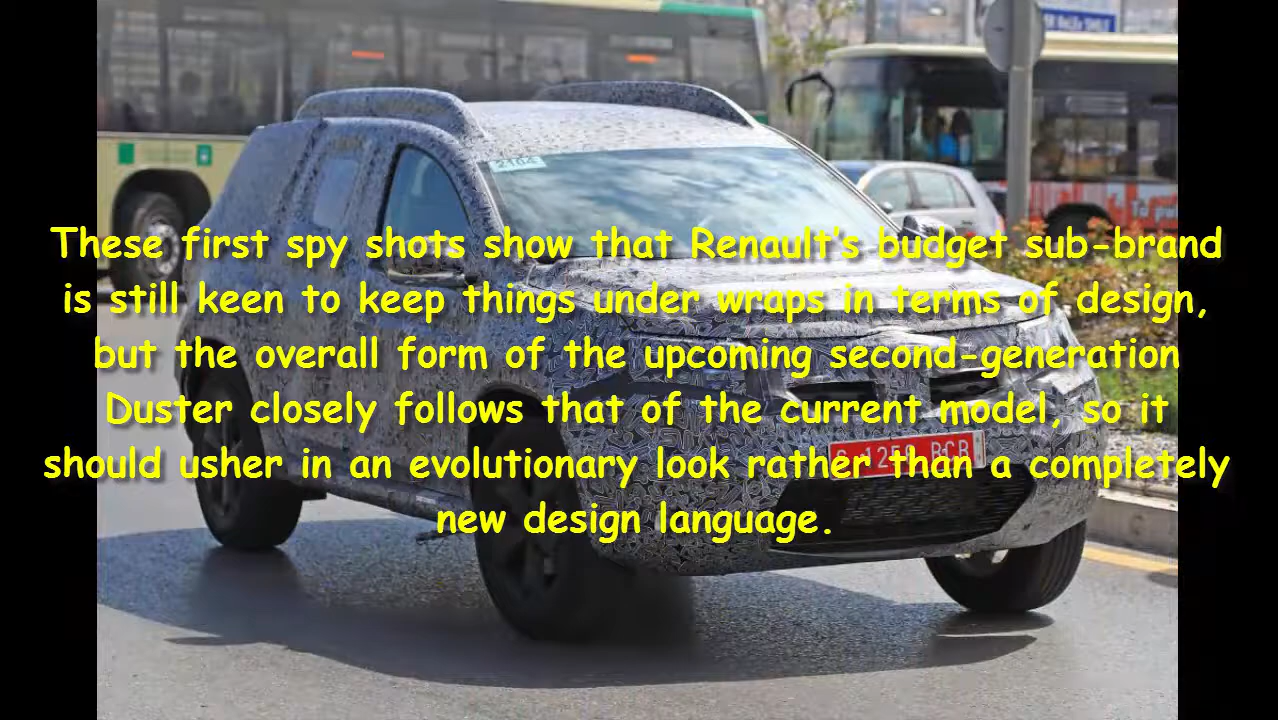 2164
These first spy shots show that Renault's budget sub-brand
is still keen to keep things under wraps in terms of design,
but the overall form of the upcoming second-generation
Duster closely follows that of the current model, so it
should usher in an evolutionary look rather than a completely
new design language.